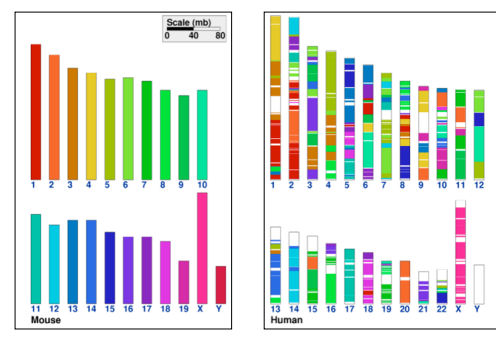 Scale (mb)
0 40 80
1 2 3 4 5 6 7 8 9 10
11 12 13 14 15 16 17 18 19 X Y
Mouse
1 2 3 4 5 6 7 8 9 10 11 12
13 14 15 16 17 18 19 20 21 22 X Y
Human